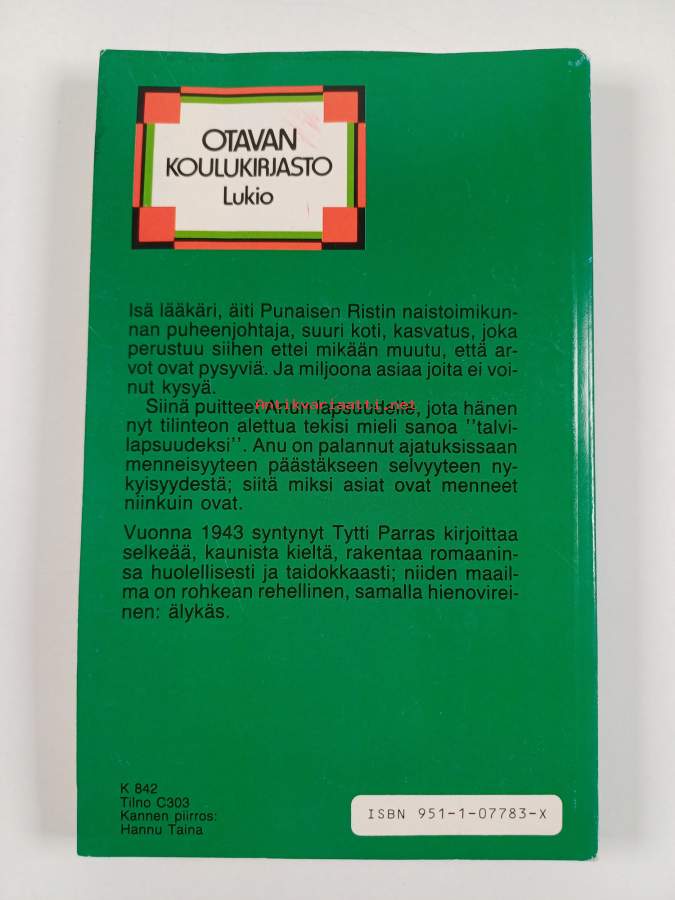 OTAVAN
KOULUKIRJASTO
Lukio
Isä lääkäri, äiti Punaisen Ristin naistoimikun-
nan puheenjohtaja, suuri koti, kasvatus, joka
perustuu siihen ettei mikään muutu, että ar-
vot ovat pysyviä. Ja miljoona asiaa joita ei voi-
nut kysyä.
Siinä puitteet Anun lapsuudelle, jota hänen
Antikvariaatti.net
nyt tilinteon alettua tekisi mieli sanoa "talvi-
lapsuudeksi". Anu on palannut ajatuksissaan
menneisyyteen päästäkseen selvyyteen ny-
kyisyydestä; siitä miksi asiat ovat menneet
niinkuin ovat.
Vuonna 1943 syntynyt Tytti Parras kirjoittaa
selkeää, kaunista kieltä, rakentaa romaanin-
sa huolellisesti ja taidokkaasti; niiden maail-
ma on rohkean rehellinen, samalla hienovirei-
nen: älykäs.
K 842
Tilno C303
Kannen piirros:
Hannu Taina
ISBN 951-1-07783-X